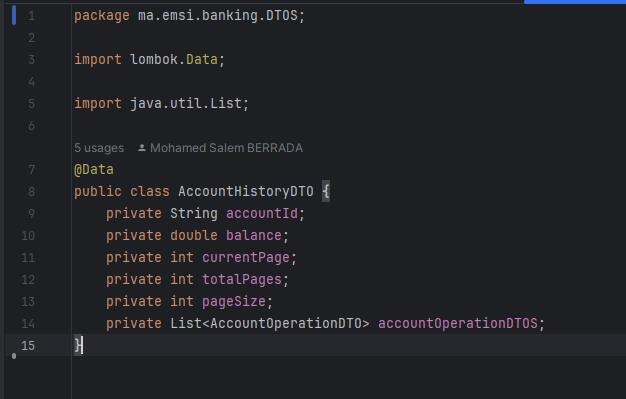 1 package ma.emsi.banking.DTOS;
2
3 import lombok.Data;
4
5 import java.util.List;
6
5 usages Mohamed Salem BERRADA
7 @Data
8 public class AccountHistoryDTO {
9 private String accountId;
10 private double balance;
11 private int currentPage;
12 private int totalPages;
13 private int pageSize;
14 private List<AccountOperationDTO> accountOperationDTOS;
15 }